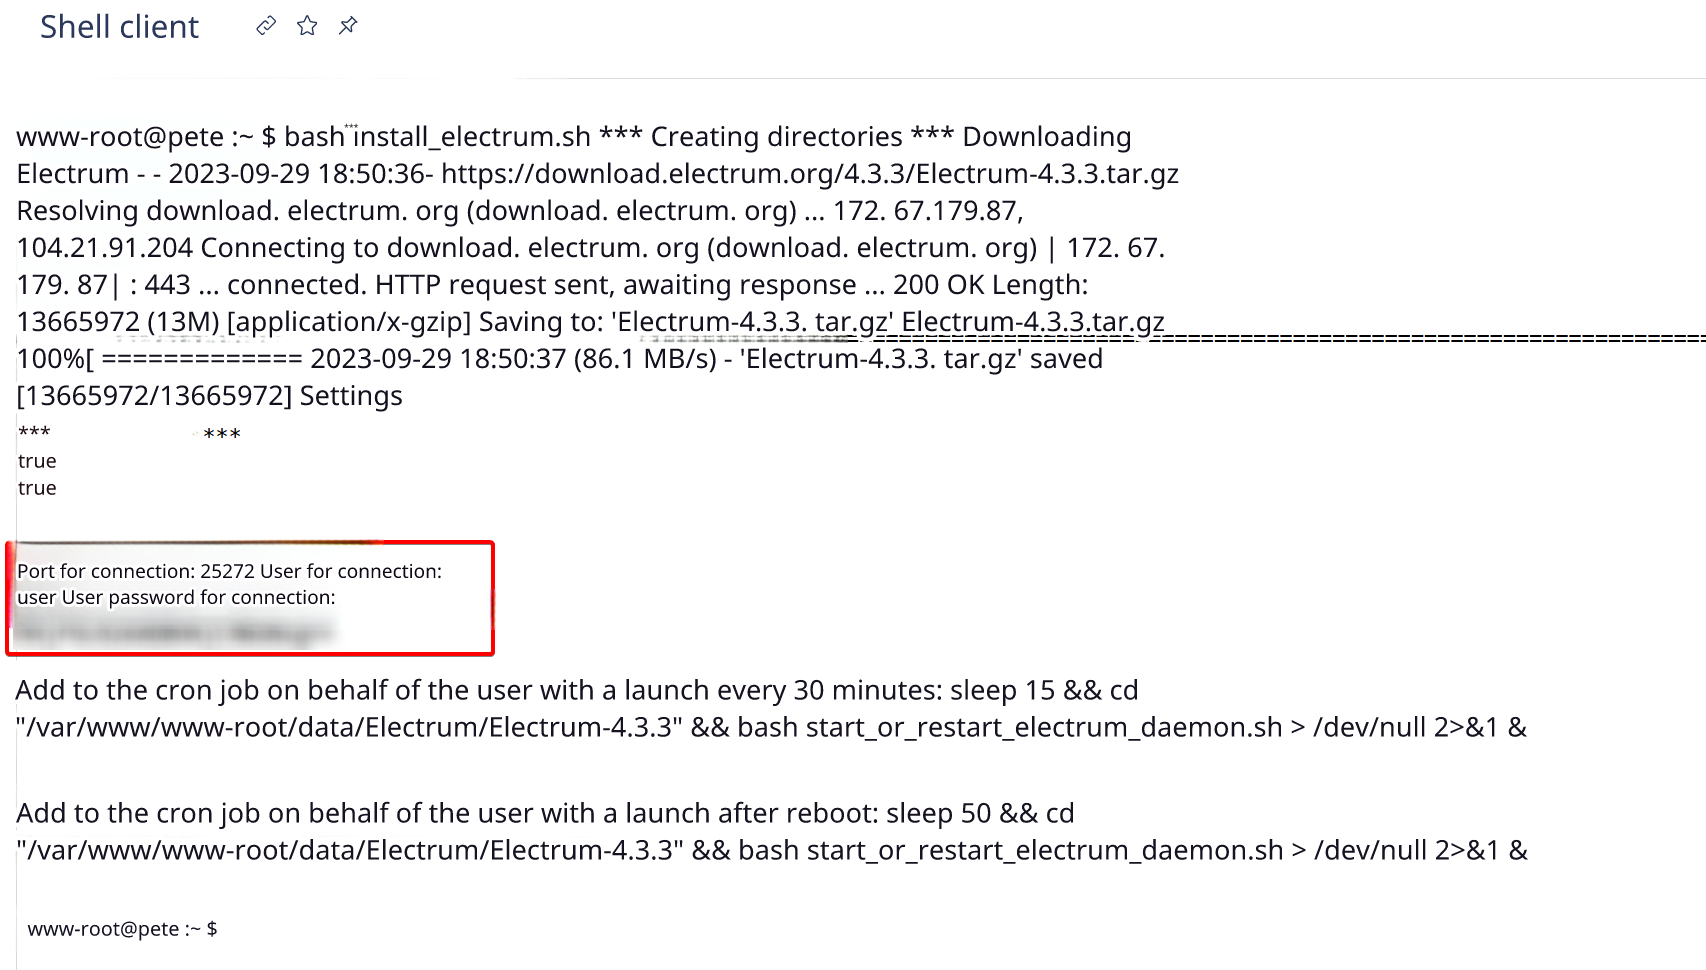 Shell client
www-root@pete :~ $ bash install_electrum.sh *** Creating directories *** Downloading
Electrum - - 2023-09-29 18:50:36- https://download.electrum.org/4.3.3/Electrum-4.3.3.tar.gz
Resolving download. electrum. org (download. electrum. org) ... 172. 67.179.87,
104.21.91.204 Connecting to download. electrum. org (download. electrum. org) | 172. 67.
179. 87| : 443 ... connected. HTTP request sent, awaiting response ... 200 OK Length:
13665972 (13M) [application/x-gzip] Saving to: 'Electrum-4.3.3. tar.gz' Electrum-4.3.3.tar.gz
100%[ ============= 2023-09-29 18:50:37 (86.1 MB/s) - 'Electrum-4.3.3. tar.gz' saved
[13665972/13665972] Settings
*** ***
true
true
Port for connection: 25272 User for connection:
user User password for connection:
Add to the cron job on behalf of the user with a launch every 30 minutes: sleep 15 && cd
"/var/www/www-root/data/Electrum/Electrum-4.3.3" && bash start_or_restart_electrum_daemon.sh > /dev/null 2>&1 &
Add to the cron job on behalf of the user with a launch after reboot: sleep 50 && cd
"/var/www/www-root/data/Electrum/Electrum-4.3.3" && bash start_or_restart_electrum_daemon.sh > /dev/null 2>&1 &
www-root@pete :~ $